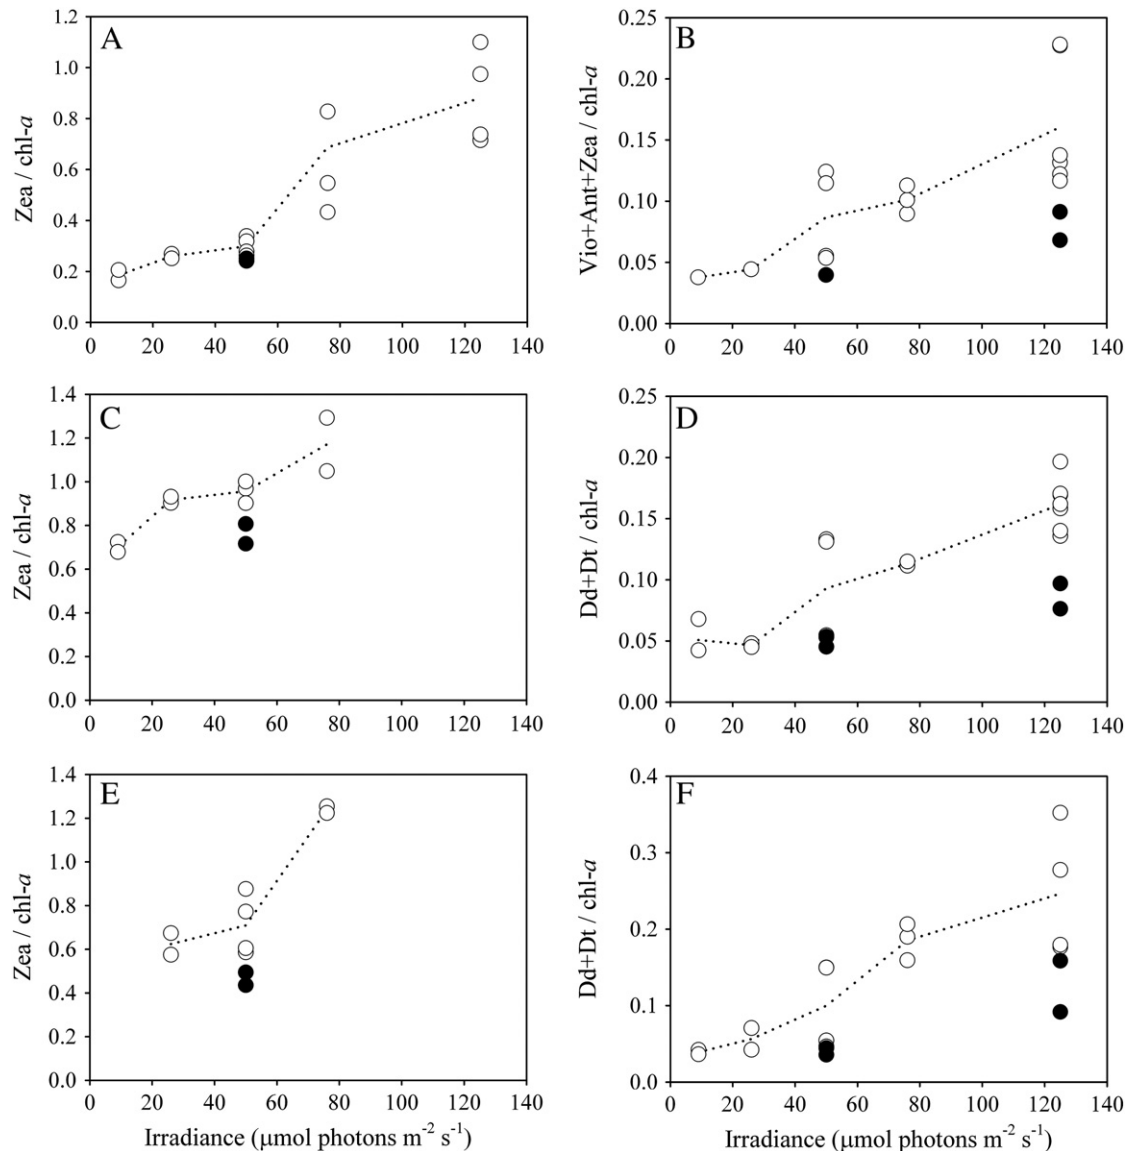 A
Zea / chl-a
1.2
1.0
0.8
0.6
0.4
0.2
0.0
0 20 40 60 80 100 120 140
B
Vio+Ant+Zea / chl-a
0.25
0.20
0.15
0.10
0.05
0.00
0 20 40 60 80 100 120 140
C
Zea / chl-a
1.4
1.2
1.0
0.8
0.6
0.4
0.2
0.0
0 20 40 60 80 100 120 140
D
Dd+Dt / chl-a
0.25
0.20
0.15
0.10
0.05
0.00
0 20 40 60 80 100 120 140
E
Zea / chl-a
1.4
1.2
1.0
0.8
0.6
0.4
0.2
0.0
0 20 40 60 80 100 120 140
Irradiance (μmol photons m⁻² s⁻¹)
F
Dd+Dt / chl-a
0.4
0.3
0.2
0.1
0.0
0 20 40 60 80 100 120 140
Irradiance (μmol photons m⁻² s⁻¹)